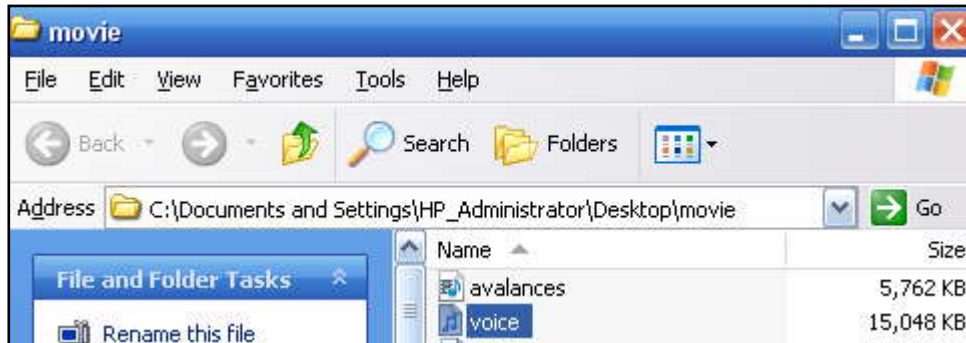 movie
File Edit View Favorites Tools Help
Back Search Folders
Address C:\Documents and Settings\HP_Administrator\Desktop\movie Go
Name Size
File and Folder Tasks
avalances 5,762 KB
voice 15,048 KB
Rename this file